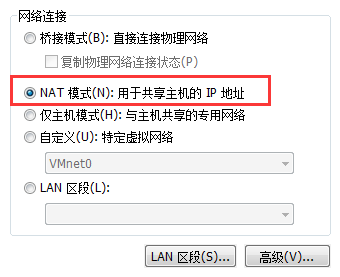 网络连接
桥接模式(B): 直接连接物理网络
复制物理网络连接状态(P)
NAT 模式(N): 用于共享主机的 IP 地址
仅主机模式(H): 与主机共享的专用网络
自定义(U): 特定虚拟网络
VMnet0
LAN 区段(L):
LAN 区段(S)... 高级(V)...